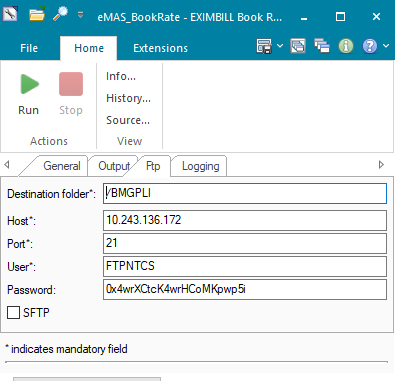 eMAS_BookRate - EXIMBILL Book R...
File Home Extensions
Run Stop
Info...
History...
Source...
Actions View
General Output Ftp Logging
Destination folder*: /BMGPLI
Host*: 10.243.136.172
Port*: 21
User*: FTPNTCS
Password: 0x4wrXCtcK4wrHCoMKpwp5i
SFTP
* indicates mandatory field